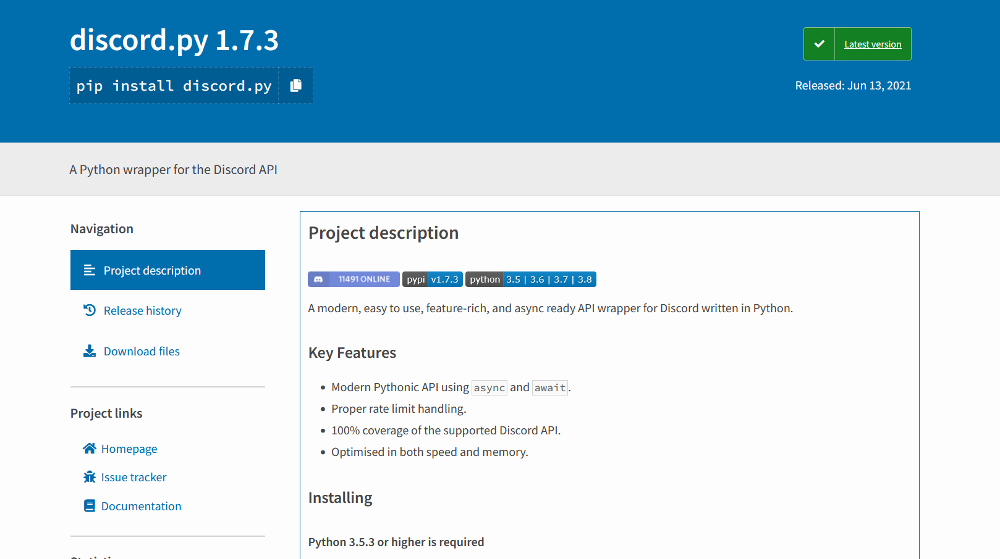 discord.py 1.7.3
Latest version
pip install discord.py
Released: Jun 13, 2021
A Python wrapper for the Discord API
Navigation
Project description
Release history
Download files
Project links
Homepage
Issue tracker
Documentation
Project description
11491 ONLINE pypi v1.7.3 python 3.5 | 3.6 | 3.7 | 3.8
A modern, easy to use, feature-rich, and async ready API wrapper for Discord written in Python.
Key Features
Modern Pythonic API using async and await.
Proper rate limit handling.
100% coverage of the supported Discord API.
Optimised in both speed and memory.
Installing
Python 3.5.3 or higher is required